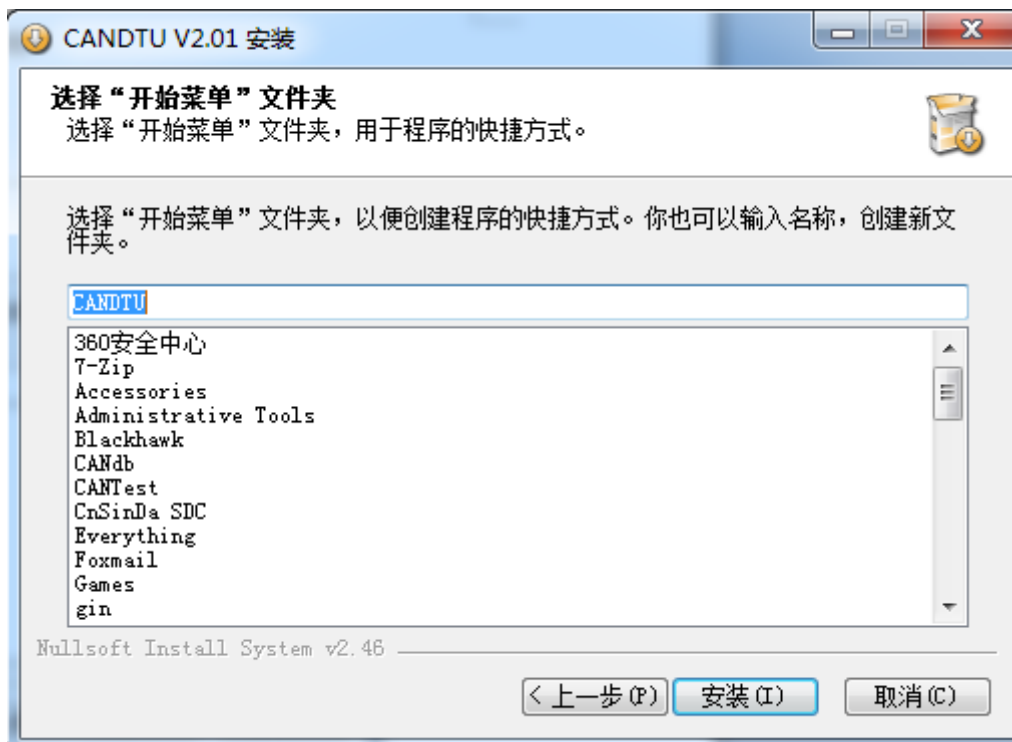 CANDTU V2.01 安装
选择“开始菜单”文件夹
选择“开始菜单”文件夹，用于程序的快捷方式。
选择“开始菜单”文件夹，以便创建程序的快捷方式。你也可以输入名称，创建新文
件夹。
CANDTU
360安全中心
7-Zip
Accessories
Administrative Tools
Blackhawk
CANdb
CANTest
CnSinDa SDC
Everything
Foxmail
Games
gin
Nullsoft Install System v2.46
< 上一步(P) 安装(I) 取消(C)